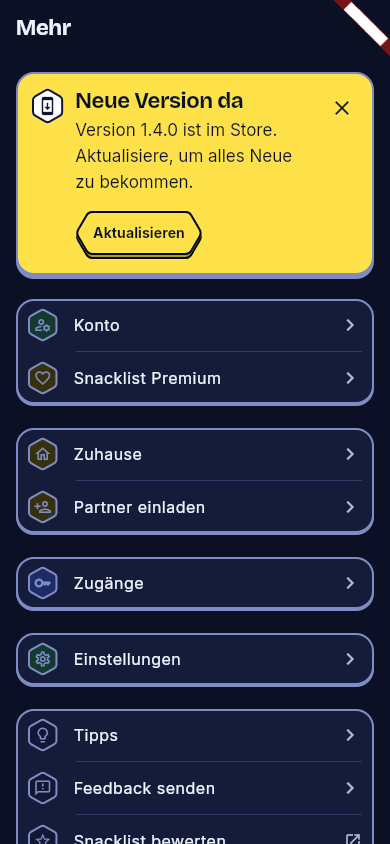 Mehr
Neue Version da
Version 1.4.0 ist im Store.
Aktualisiere, um alles Neue
zu bekommen.
Aktualisieren
Konto
Snacklist Premium
Zuhause
Partner einladen
Zugänge
Einstellungen
Tipps
Feedback senden
Snacklist bewerten